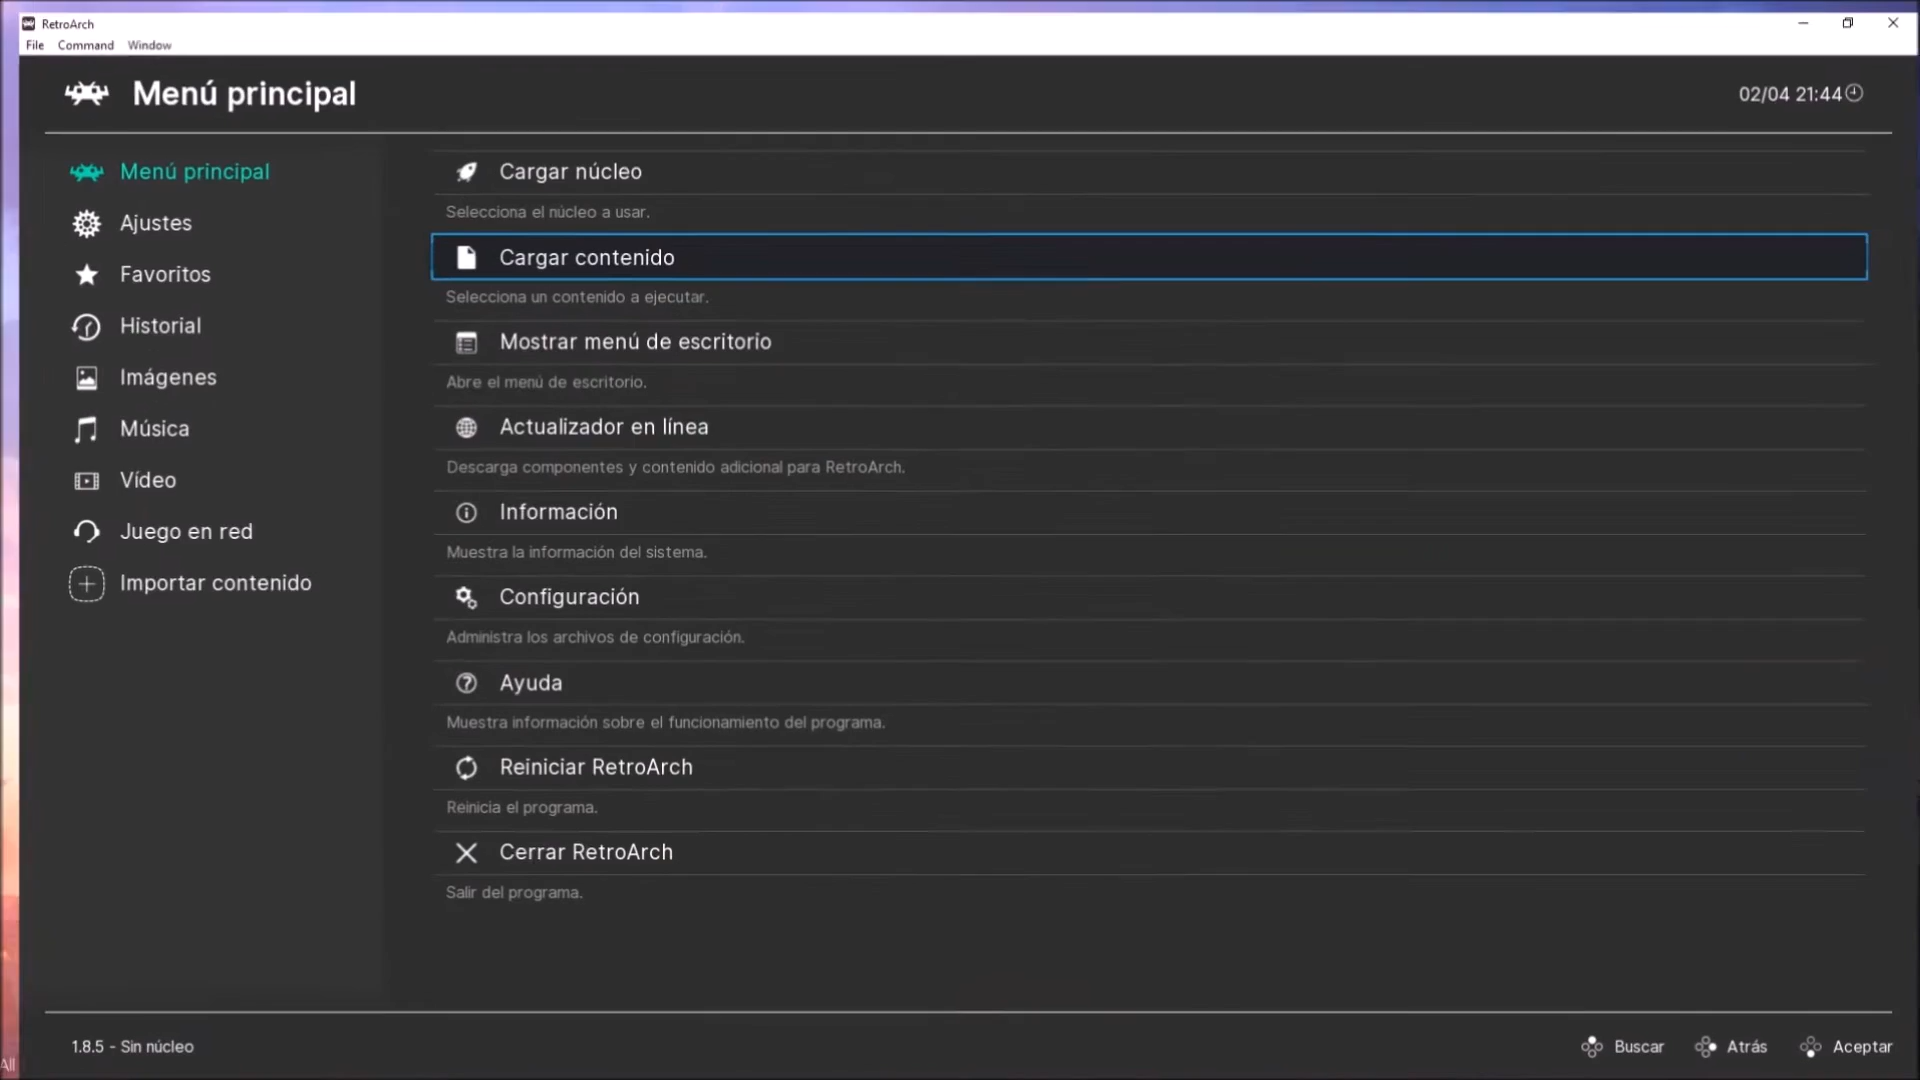 RetroArch
File Command Window
Menú principal
02/04 21:44
Menú principal
Ajustes
Favoritos
Historial
Imágenes
Música
Vídeo
Juego en red
Importar contenido
Cargar núcleo
Selecciona el núcleo a usar.
Cargar contenido
Selecciona un contenido a ejecutar.
Mostrar menú de escritorio
Abre el menú de escritorio.
Actualizador en línea
Descarga componentes y contenido adicional para RetroArch.
Información
Muestra la información del sistema.
Configuración
Administra los archivos de configuración.
Ayuda
Muestra información sobre el funcionamiento del programa.
Reiniciar RetroArch
Reinicia el programa.
Cerrar RetroArch
Salir del programa.
1.8.5 - Sin núcleo
Buscar Atrás Aceptar
All